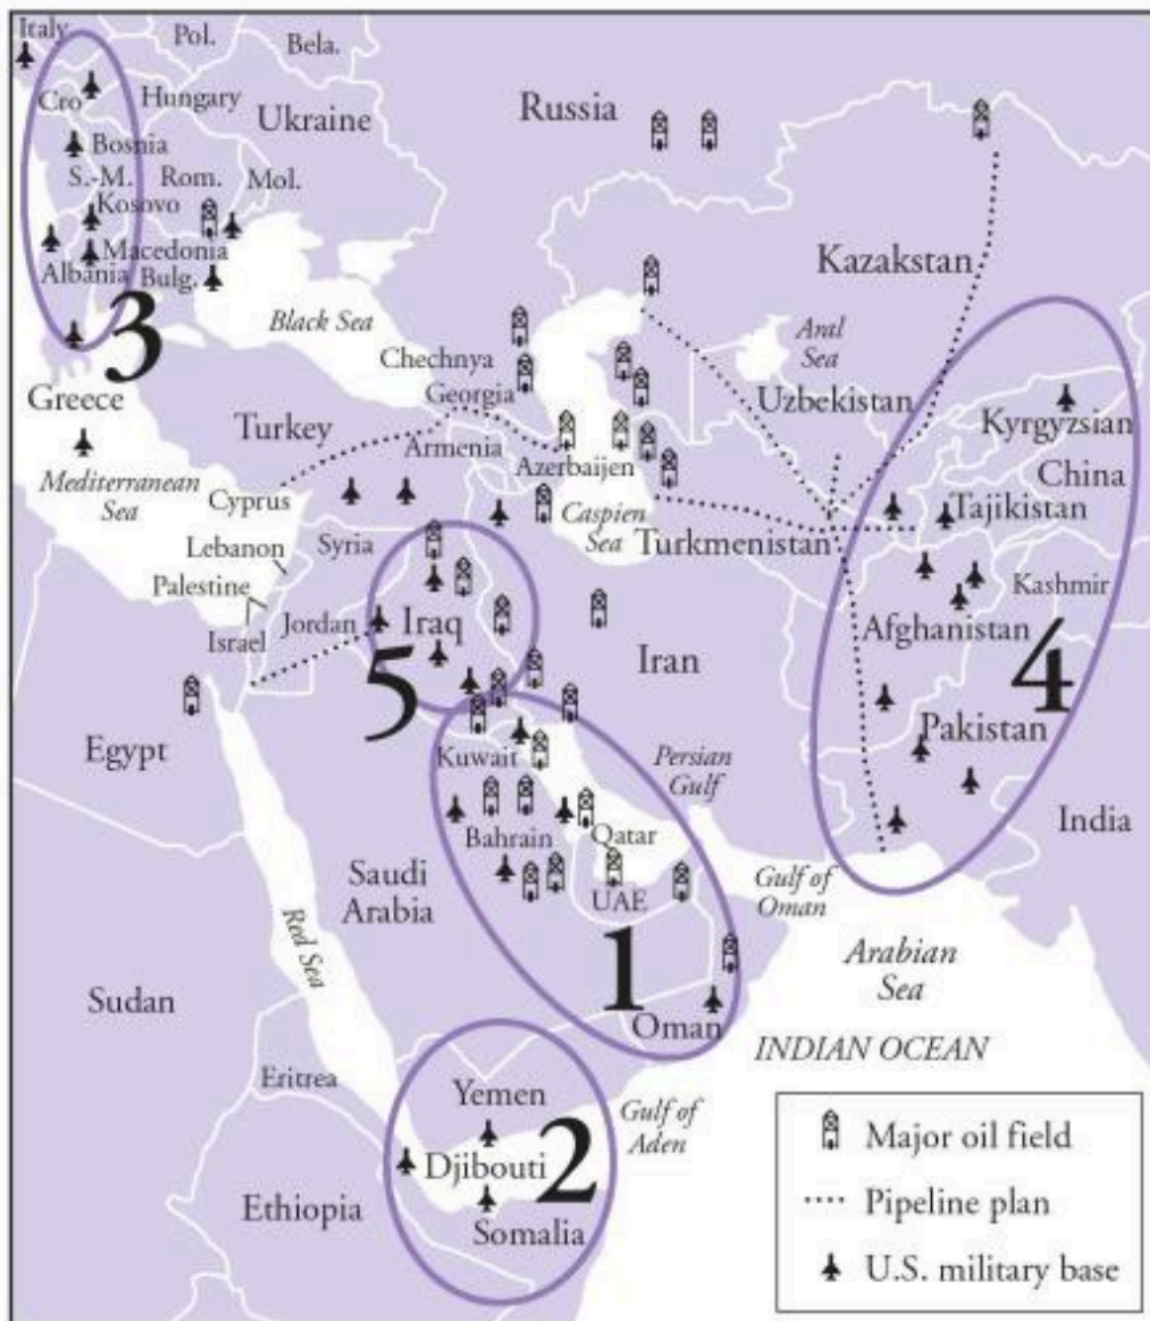 Italy
Pol.
Bela.
Cro
Hungary
Ukraine
Russia
Bosnia
S.-M.
Rom.
Mol.
Kosovo
Macedonia
Albania
Bulg.
3
Kazakstan
Black Sea
Aral
Sea
Chechnya
Georgia
Greece
Turkey
Armenia
Uzbekistan
Kyrgyzsian
China
Mediterranean
Sea
Cyprus
Azerbaijen
Caspien
Sea
Turkmenistan
Tajikistan
Lebanon
Syria
Palestine
Kashmir
Israel
Jordan
Iraq
5
Iran
Afghanistan
4
Egypt
Kuwait
Persian
Gulf
Pakistan
India
Bahrain
Qatar
Saudi
Arabia
UAE
Gulf of
Oman
1
Red Sea
Arabian
Sea
Sudan
Oman
INDIAN OCEAN
Eritrea
Yemen
Gulf of
Aden
Djibouti
2
Ethiopia
Somalia
Major oil field
Pipeline plan
U.S. military base